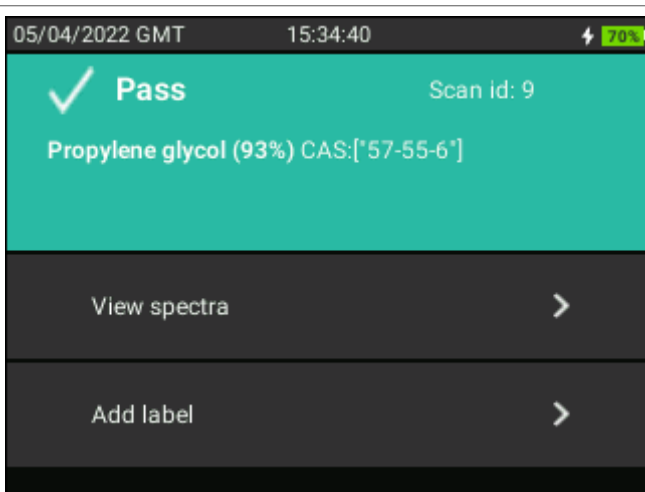 05/04/2022 GMT 15:34:40 70%
Pass Scan id: 9
Propylene glycol (93%) CAS:["57-55-6"]
View spectra
Add label